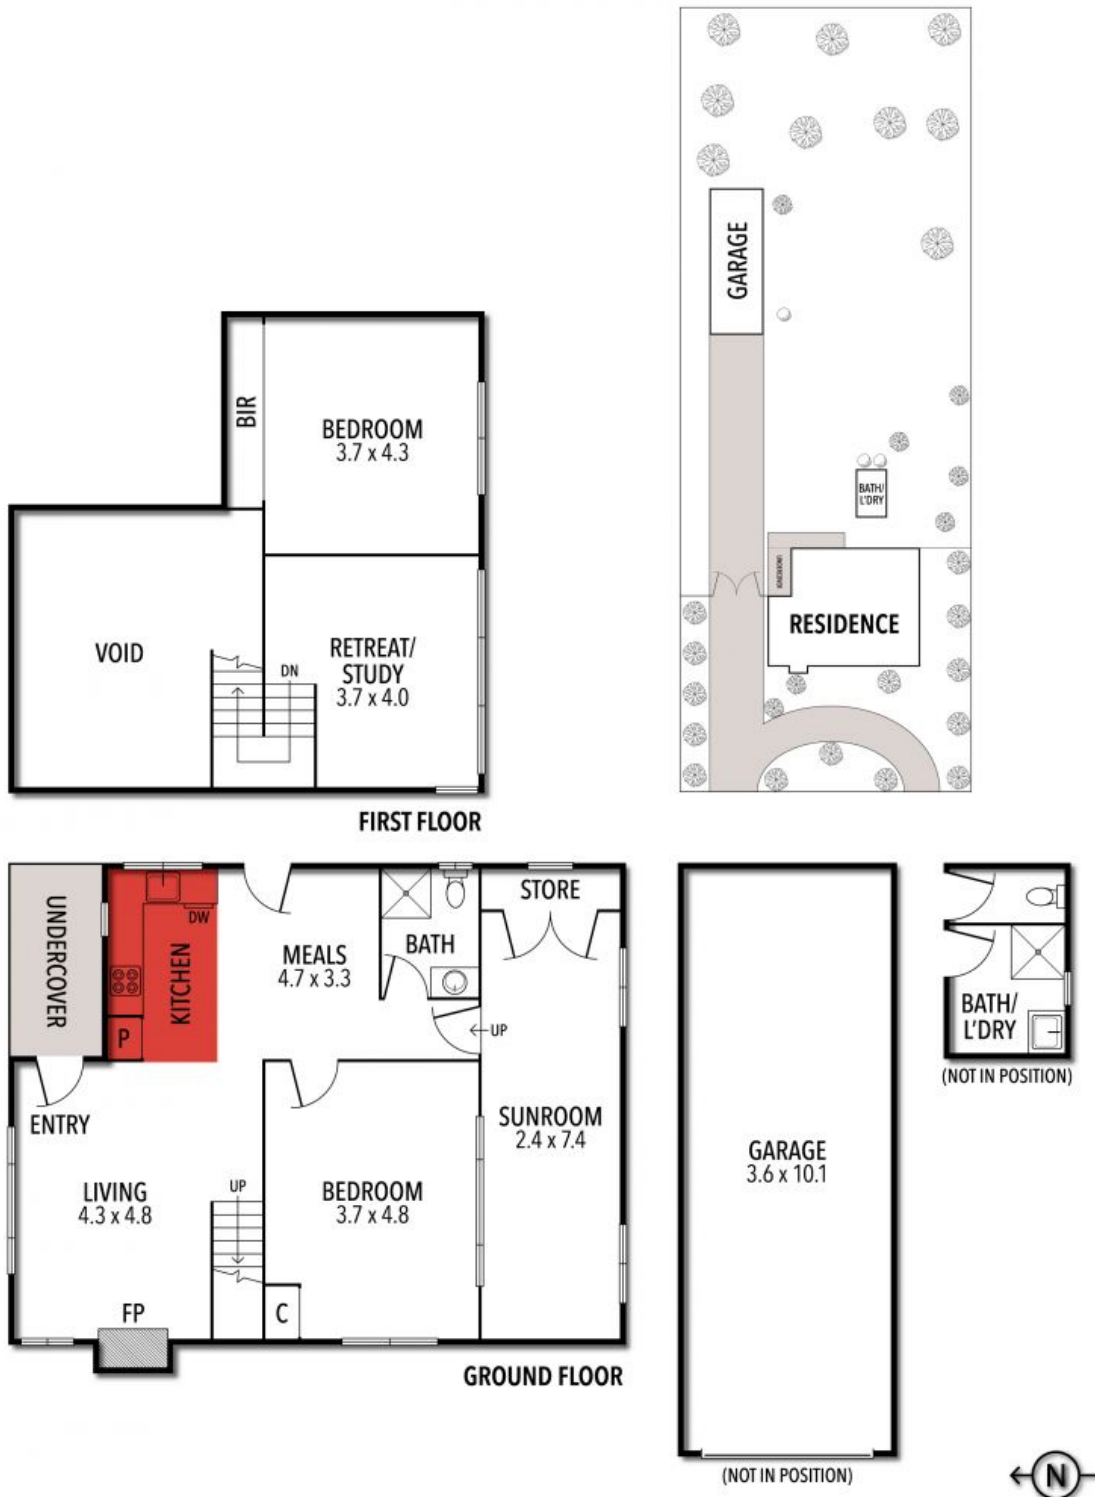 GARAGE
BATH/
L'DRY
UNDERCOVER
RESIDENCE
BIR
BEDROOM
3.7 x 4.3
VOID
RETREAT/
STUDY
3.7 x 4.0
DN
FIRST FLOOR
UNDERCOVER
DW
KITCHEN
P
MEALS
4.7 x 3.3
BATH
STORE
UP
ENTRY
LIVING
4.3 x 4.8
UP
BEDROOM
3.7 x 4.8
SUNROOM
2.4 x 7.4
FP
C
GROUND FLOOR
GARAGE
3.6 x 10.1
(NOT IN POSITION)
BATH/
L'DRY
(NOT IN POSITION)
N